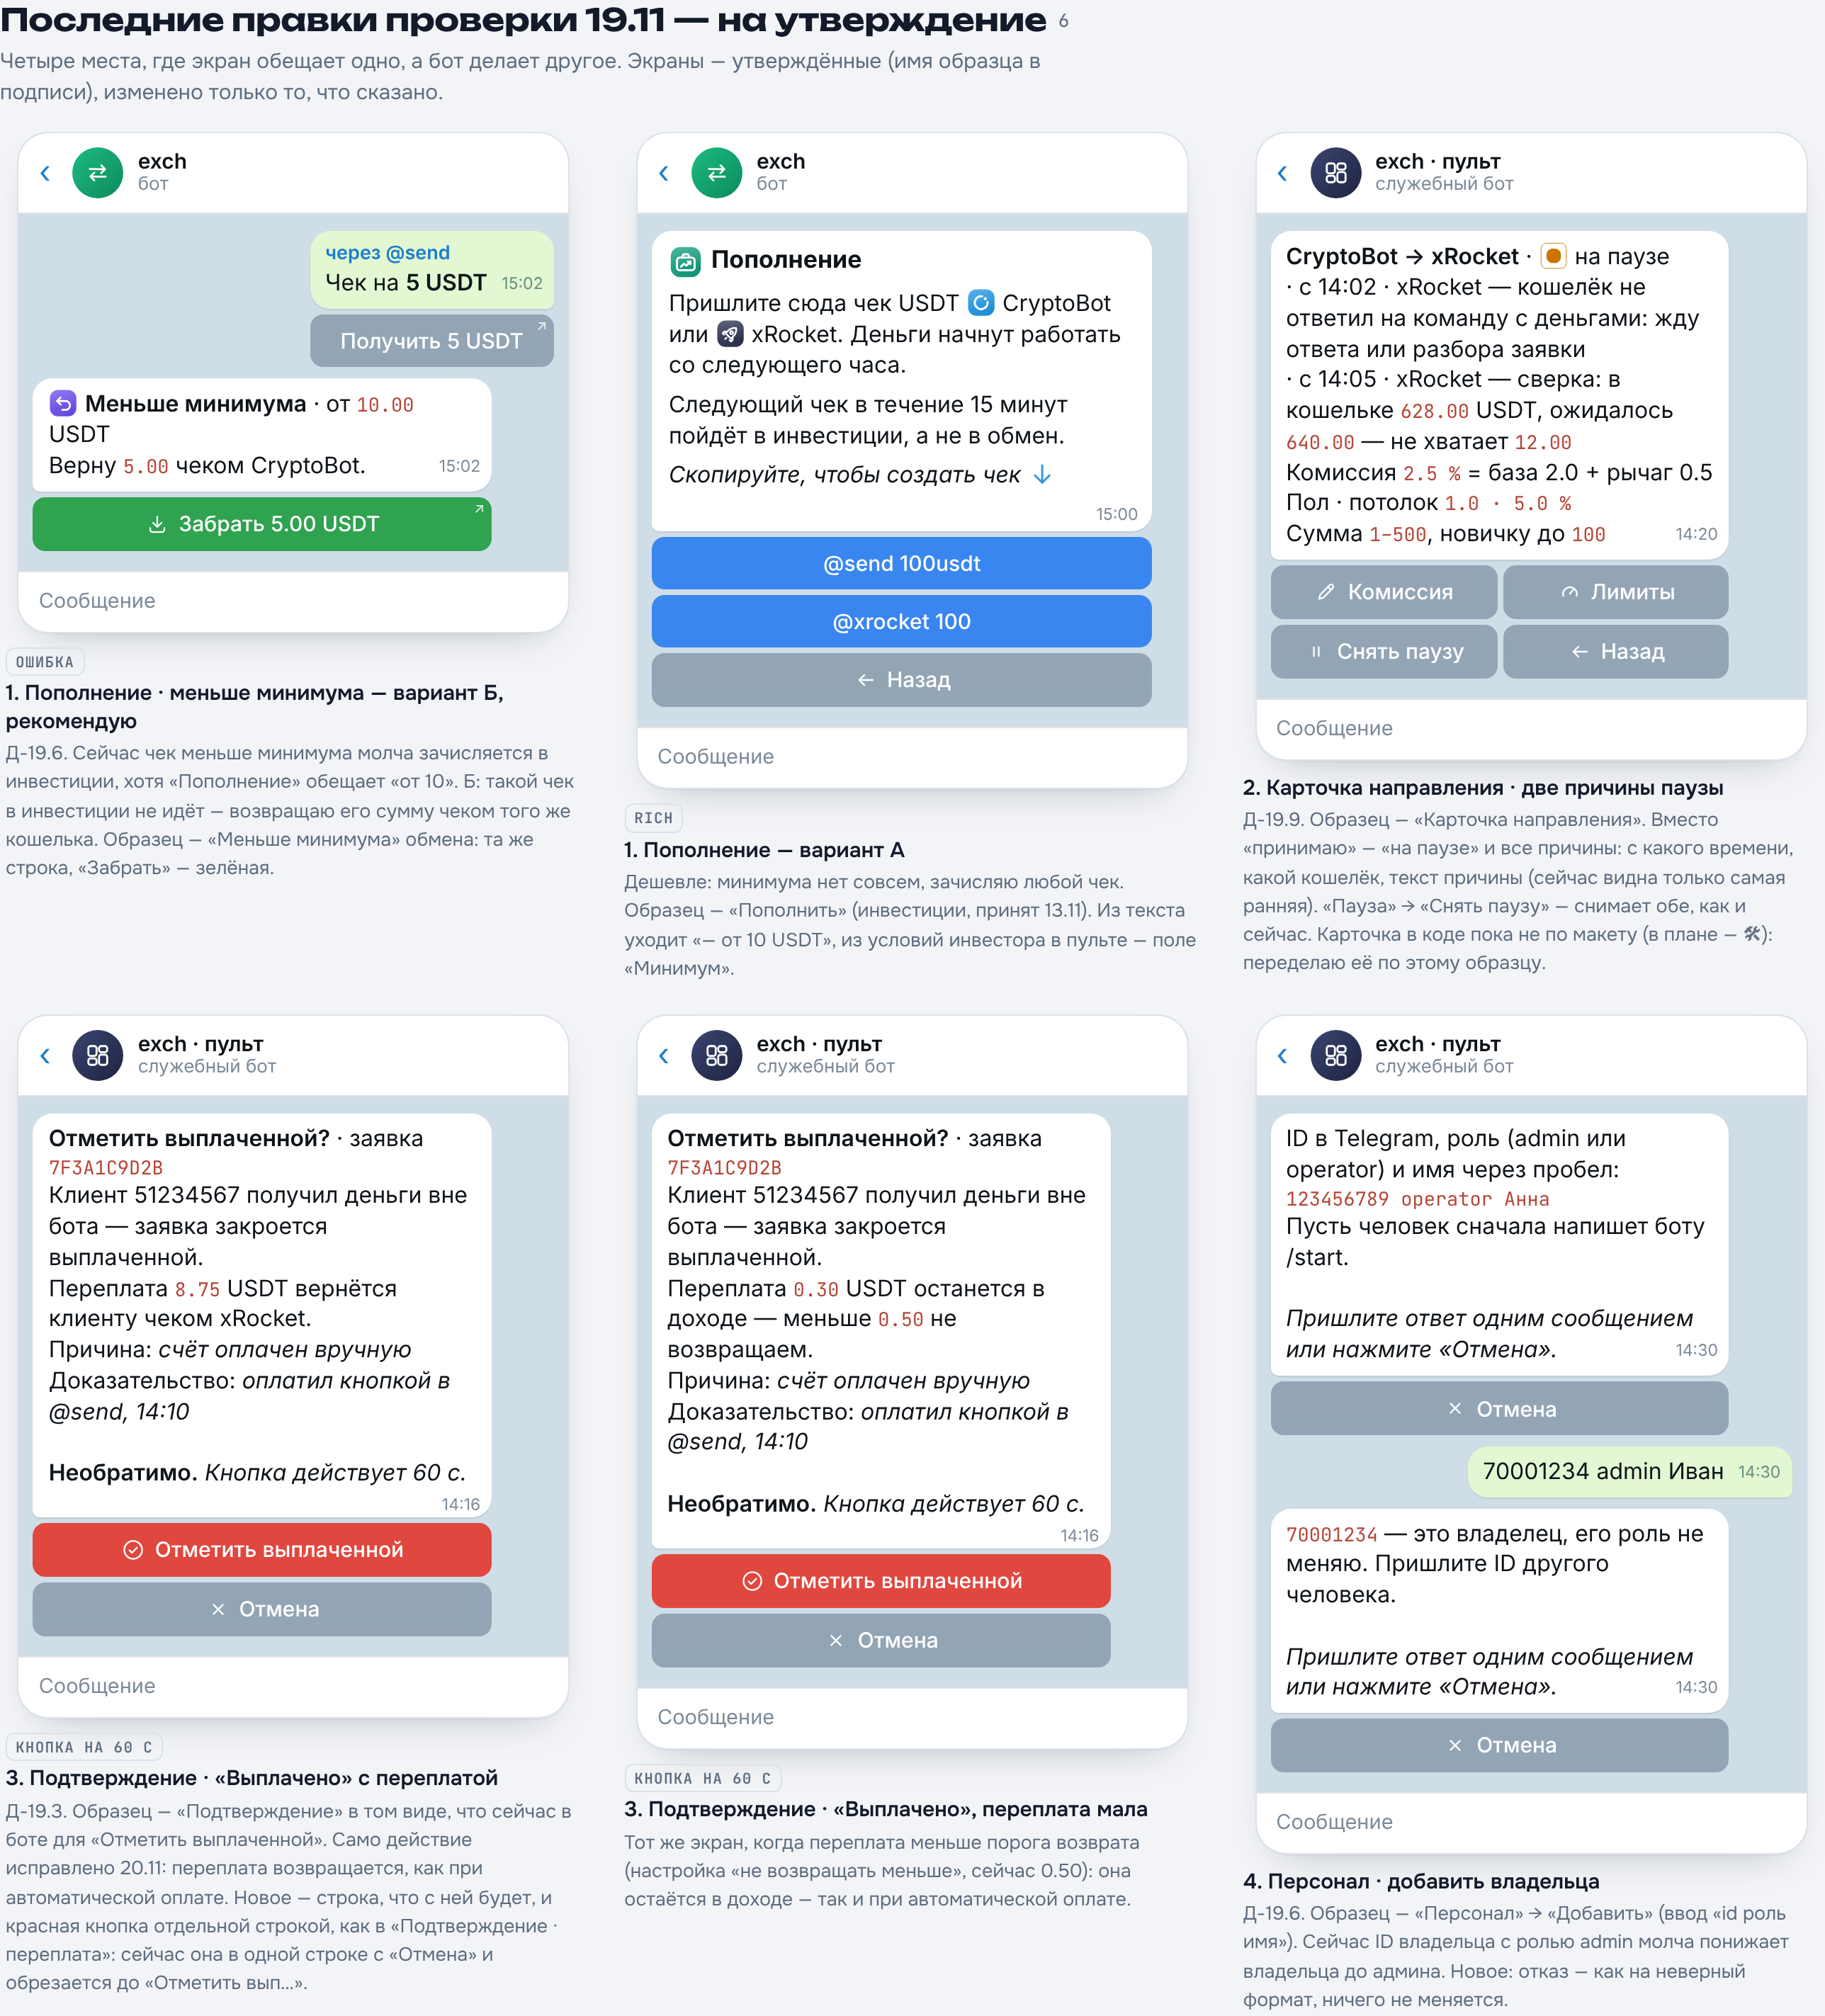 Последние правки проверки 19.11 — на утверждение 6
Четыре места, где экран обещает одно, а бот делает другое. Экраны — утверждённые (имя образца в
подписи), изменено только то, что сказано.
exch
бот
через @send
Чек на 5 USDT 15:02
Получить 5 USDT
Меньше минимума · от 10.00
USDT
Верну 5.00 чеком CryptoBot. 15:02
Забрать 5.00 USDT
Сообщение
ОШИБКА
1. Пополнение · меньше минимума — вариант Б,
рекомендую
Д-19.6. Сейчас чек меньше минимума молча зачисляется в
инвестиции, хотя «Пополнение» обещает «от 10». Б: такой чек
в инвестиции не идёт — возвращаю его сумму чеком того же
кошелька. Образец — «Меньше минимума» обмена: та же
строка, «Забрать» — зелёная.
exch
бот
Пополнение
Пришлите сюда чек USDT CryptoBot
или xRocket. Деньги начнут работать
со следующего часа.
Следующий чек в течение 15 минут
пойдёт в инвестиции, а не в обмен.
Скопируйте, чтобы создать чек ↓
15:00
@send 100usdt
@xrocket 100
← Назад
Сообщение
RICH
1. Пополнение — вариант А
Дешевле: минимума нет совсем, зачисляю любой чек.
Образец — «Пополнить» (инвестиции, принят 13.11). Из текста
уходит «— от 10 USDT», из условий инвестора в пульте — поле
«Минимум».
exch · пульт
служебный бот
CryptoBot → xRocket · на паузе
· с 14:02 · xRocket — кошелёк не
ответил на команду с деньгами: жду
ответа или разбора заявки
· с 14:05 · xRocket — сверка: в
кошельке 628.00 USDT, ожидалось
640.00 — не хватает 12.00
Комиссия 2.5 % = база 2.0 + рычаг 0.5
Пол · потолок 1.0 · 5.0 %
Сумма 1–500, новичку до 100 14:20
Комиссия
Лимиты
Снять паузу
← Назад
Сообщение
2. Карточка направления · две причины паузы
Д-19.9. Образец — «Карточка направления». Вместо
«принимаю» — «на паузе» и все причины: с какого времени,
какой кошелёк, текст причины (сейчас видна только самая
ранняя). «Пауза» → «Снять паузу» — снимает обе, как и
сейчас. Карточка в коде пока не по макету (в плане — 🛠):
переделаю её по этому образцу.
exch · пульт
служебный бот
Отметить выплаченной? · заявка
7F3A1C9D2B
Клиент 51234567 получил деньги вне
бота — заявка закроется
выплаченной.
Переплата 8.75 USDT вернётся
клиенту чеком xRocket.
Причина: счёт оплачен вручную
Доказательство: оплатил кнопкой в
@send, 14:10
Необратимо. Кнопка действует 60 с.
14:16
Отметить выплаченной
× Отмена
Сообщение
КНОПКА НА 60 С
3. Подтверждение · «Выплачено» с переплатой
Д-19.3. Образец — «Подтверждение» в том виде, что сейчас в
боте для «Отметить выплаченной». Само действие
исправлено 20.11: переплата возвращается, как при
автоматической оплате. Новое — строка, что с ней будет, и
красная кнопка отдельной строкой, как в «Подтверждение ·
переплата»: сейчас она в одной строке с «Отмена» и
обрезается до «Отметить вып…».
exch · пульт
служебный бот
Отметить выплаченной? · заявка
7F3A1C9D2B
Клиент 51234567 получил деньги вне
бота — заявка закроется
выплаченной.
Переплата 0.30 USDT останется в
доходе — меньше 0.50 не
возвращаем.
Причина: счёт оплачен вручную
Доказательство: оплатил кнопкой в
@send, 14:10
Необратимо. Кнопка действует 60 с.
14:16
Отметить выплаченной
× Отмена
Сообщение
КНОПКА НА 60 С
3. Подтверждение · «Выплачено», переплата мала
Тот же экран, когда переплата меньше порога возврата
(настройка «не возвращать меньше», сейчас 0.50): она
остаётся в доходе — так и при автоматической оплате.
exch · пульт
служебный бот
ID в Telegram, роль (admin или
operator) и имя через пробел:
123456789 operator Анна
Пусть человек сначала напишет боту
/start.
Пришлите ответ одним сообщением
или нажмите «Отмена». 14:30
× Отмена
70001234 admin Иван 14:30
70001234 — это владелец, его роль не
меняю. Пришлите ID другого
человека.
Пришлите ответ одним сообщением
или нажмите «Отмена». 14:30
× Отмена
Сообщение
4. Персонал · добавить владельца
Д-19.6. Образец — «Персонал» → «Добавить» (ввод «id роль
имя»). Сейчас ID владельца с ролью admin молча понижает
владельца до админа. Новое: отказ — как на неверный
формат, ничего не меняется.